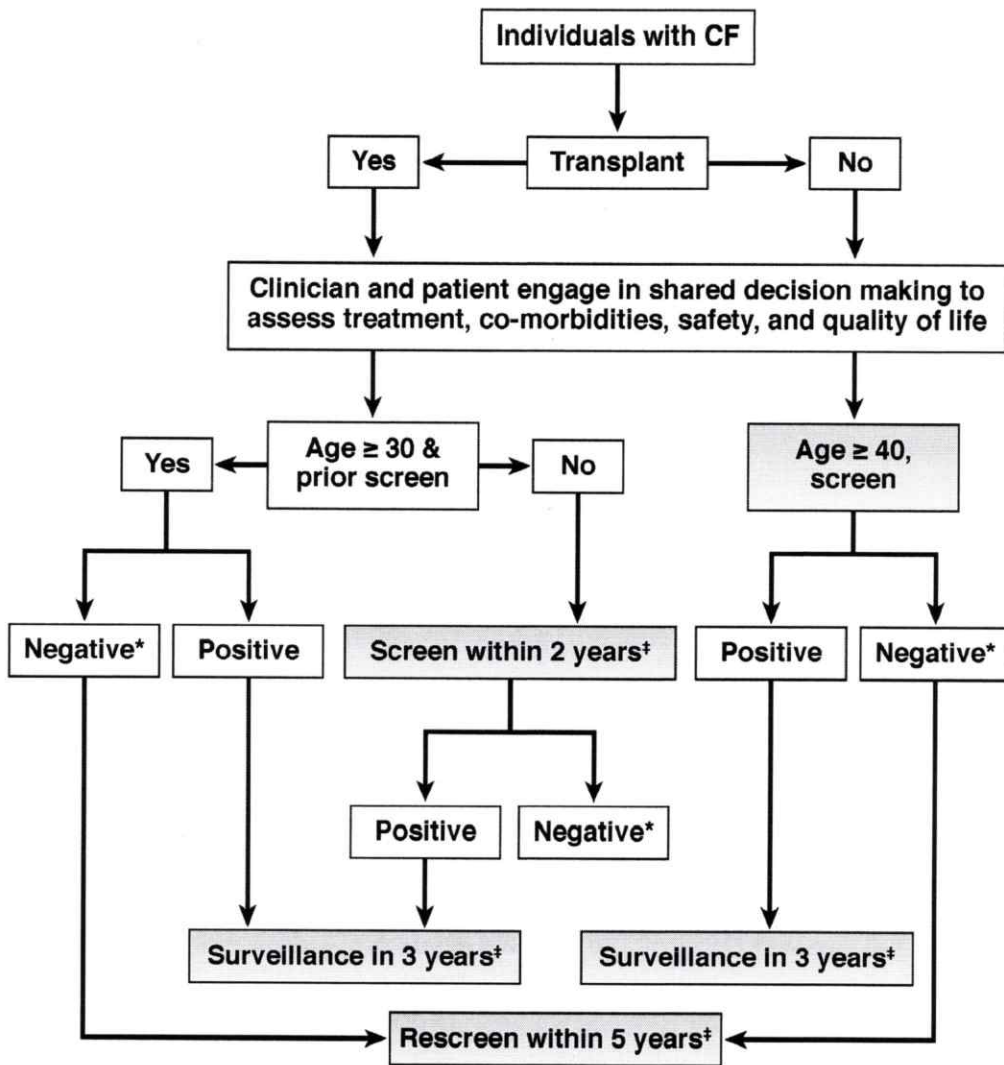 Individuals with CF
Yes
Transplant
No
Clinician and patient engage in shared decision making to
assess treatment, co-morbidities, safety, and quality of life
Yes
Age ≥ 30 &
prior screen
No
Age ≥ 40,
screen
Negative*
Positive
Screen within 2 years‡
Positive
Negative*
Positive
Negative*
Surveillance in 3 years‡
Surveillance in 3 years‡
Rescreen within 5 years‡